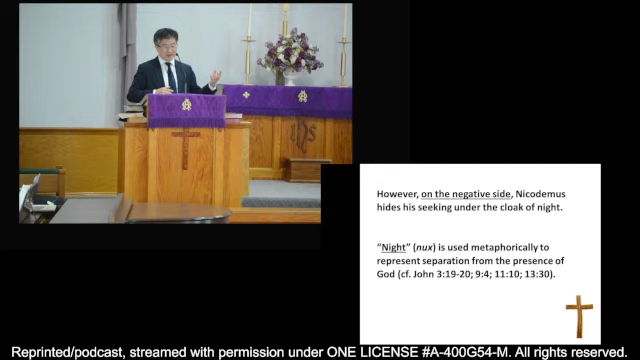 However, on the negative side, Nicodemus
hides his seeking under the cloak of night.
“Night” (nux) is used metaphorically to
represent separation from the presence of
God (cf. John 3:19-20; 9:4; 11:10; 13:30).
Reprinted/podcast, streamed with permission under ONE LICENSE #A-400G54-M. All rights reserved.